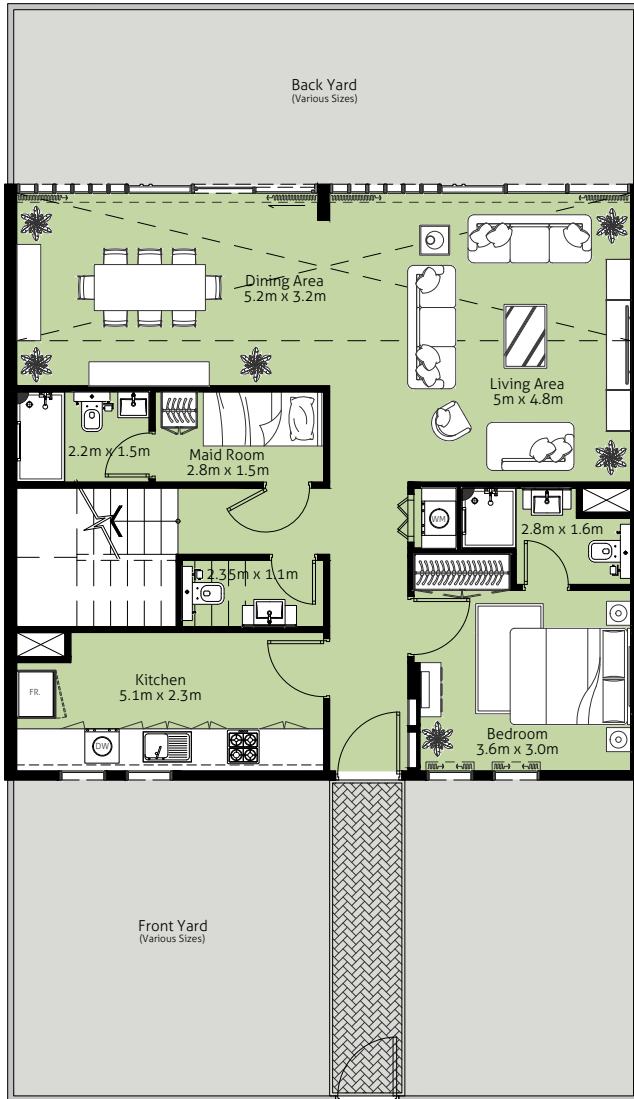 Back Yard
(Various Sizes)
Dining Area
5.2m x 3.2m
Living Area
5m x 4.8m
2.2m x 1.5m
Maid Room
2.8m x 1.5m
WM
2.8m x 1.6m
2.35m x 1.1m
Kitchen
5.1m x 2.3m
FR.
DW
Bedroom
3.6m x 3.0m
Front Yard
(Various Sizes)